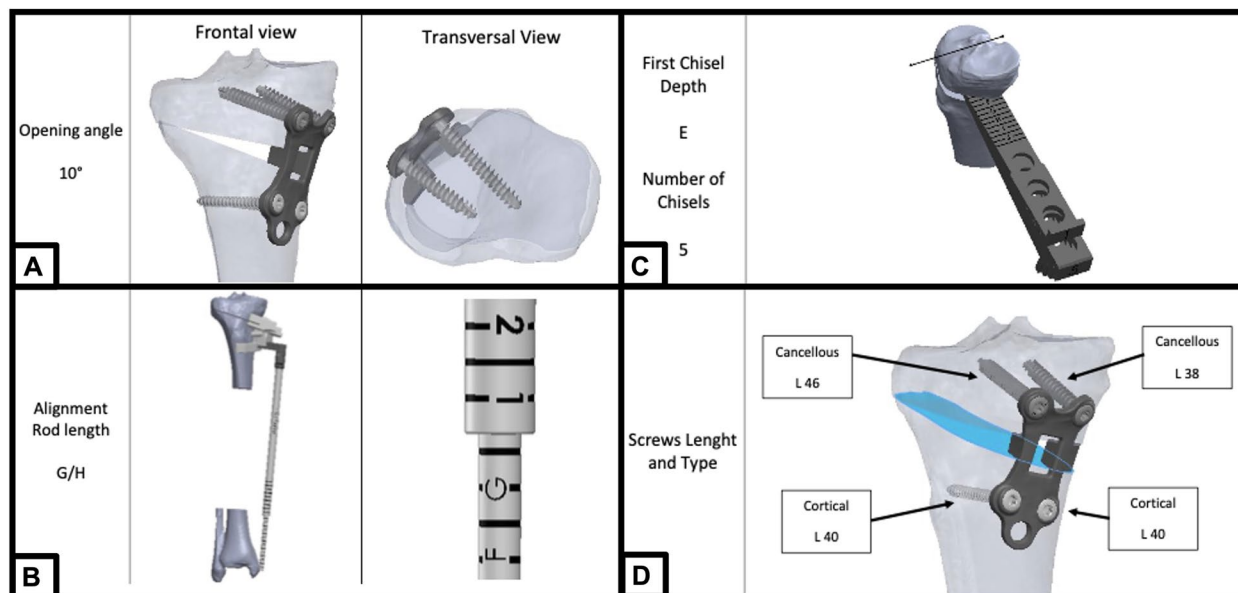 Frontal view
Transversal View
Opening angle
10°
A
First Chisel
Depth
E
Number of
Chisels
5
C
Alignment
Rod length
G/H
2
1
G
F
B
Screws Lenght
and Type
Cancellous
L 46
Cancellous
L 38
Cortical
L 40
Cortical
L 40
D